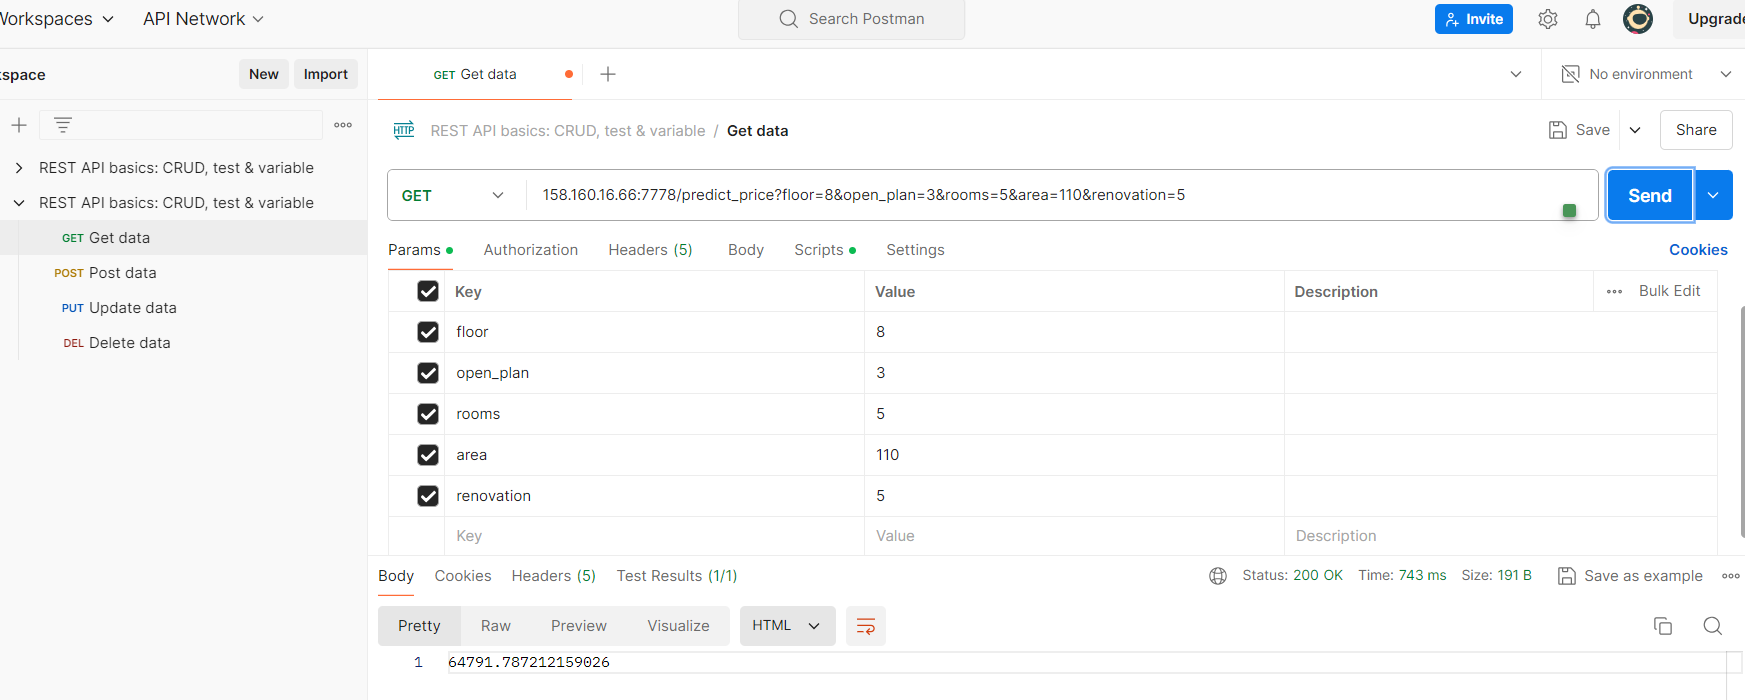 Workspaces
API Network
Search Postman
Invite
Upgrade
kspace
New
Import
GET Get data
No environment
HTTP
REST API basics: CRUD, test & variable / Get data
Save
Share
REST API basics: CRUD, test & variable
REST API basics: CRUD, test & variable
GET Get data
POST Post data
PUT Update data
DEL Delete data
GET
158.160.16.66:7778/predict_price?floor=8&open_plan=3&rooms=5&area=110&renovation=5
Send
Params
Authorization
Headers (5)
Body
Scripts
Settings
Cookies
Key
Value
Description
Bulk Edit
floor
8
open_plan
3
rooms
5
area
110
renovation
5
Key
Value
Description
Body
Cookies
Headers (5)
Test Results (1/1)
Status: 200 OK
Time: 743 ms
Size: 191 B
Save as example
Pretty
Raw
Preview
Visualize
HTML
1
64791.787212159026